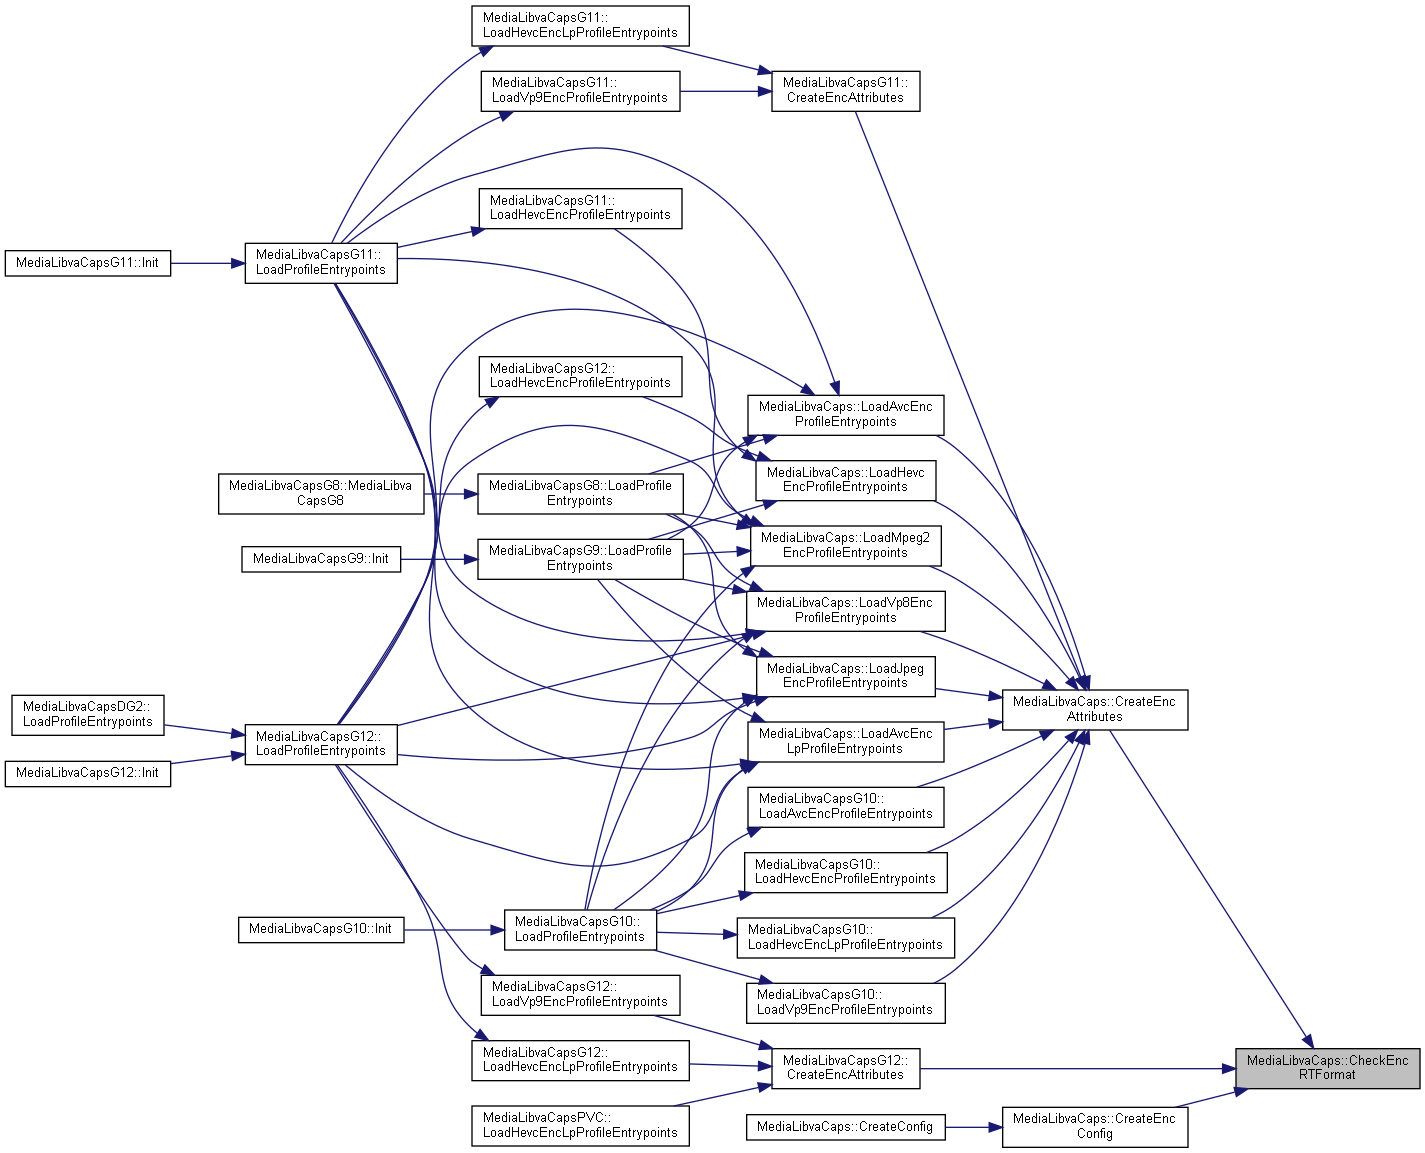 MediaLibvaCapsG11::
LoadHevcEncLpProfileEntrypoints
MediaLibvaCapsG11::
LoadVp9EncProfileEntrypoints
MediaLibvaCapsG11::
CreateEncAttributes
MediaLibvaCapsG11::
LoadHevcEncProfileEntrypoints
MediaLibvaCapsG11::Init
MediaLibvaCapsG11::
LoadProfileEntrypoints
MediaLibvaCapsG12::
LoadHevcEncProfileEntrypoints
MediaLibvaCaps::LoadAvcEnc
ProfileEntrypoints
MediaLibvaCaps::LoadHevc
EncProfileEntrypoints
MediaLibvaCapsG8::MediaLibva
CapsG8
MediaLibvaCapsG8::LoadProfile
Entrypoints
MediaLibvaCaps::LoadMpeg2
EncProfileEntrypoints
MediaLibvaCapsG9::Init
MediaLibvaCapsG9::LoadProfile
Entrypoints
MediaLibvaCaps::LoadVp8Enc
ProfileEntrypoints
MediaLibvaCaps::LoadJpeg
EncProfileEntrypoints
MediaLibvaCaps::CreateEnc
Attributes
MediaLibvaCapsDG2::
LoadProfileEntrypoints
MediaLibvaCapsG12::
LoadProfileEntrypoints
MediaLibvaCaps::LoadAvcEnc
LpProfileEntrypoints
MediaLibvaCapsG12::Init
MediaLibvaCapsG10::
LoadAvcEncProfileEntrypoints
MediaLibvaCapsG10::
LoadHevcEncProfileEntrypoints
MediaLibvaCapsG10::Init
MediaLibvaCapsG10::
LoadProfileEntrypoints
MediaLibvaCapsG10::
LoadHevcEncLpProfileEntrypoints
MediaLibvaCapsG12::
LoadVp9EncProfileEntrypoints
MediaLibvaCapsG10::
LoadVp9EncProfileEntrypoints
MediaLibvaCapsG12::
LoadHevcEncLpProfileEntrypoints
MediaLibvaCapsG12::
CreateEncAttributes
MediaLibvaCaps::CheckEnc
RTFormat
MediaLibvaCapsPVC::
LoadHevcEncLpProfileEntrypoints
MediaLibvaCaps::CreateConfig
MediaLibvaCaps::CreateEnc
Config